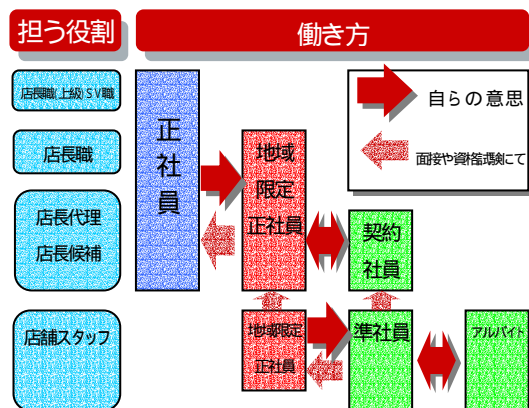 担う役割
働き方
店長職(上級)SV職
店長職
店長代理
店長候補
店舗スタッフ
正
社
員
地域
限定
正社員
契約
社員
地域限定
正社員
準社員
アルバイト
自らの意思
面接や資格試験にて